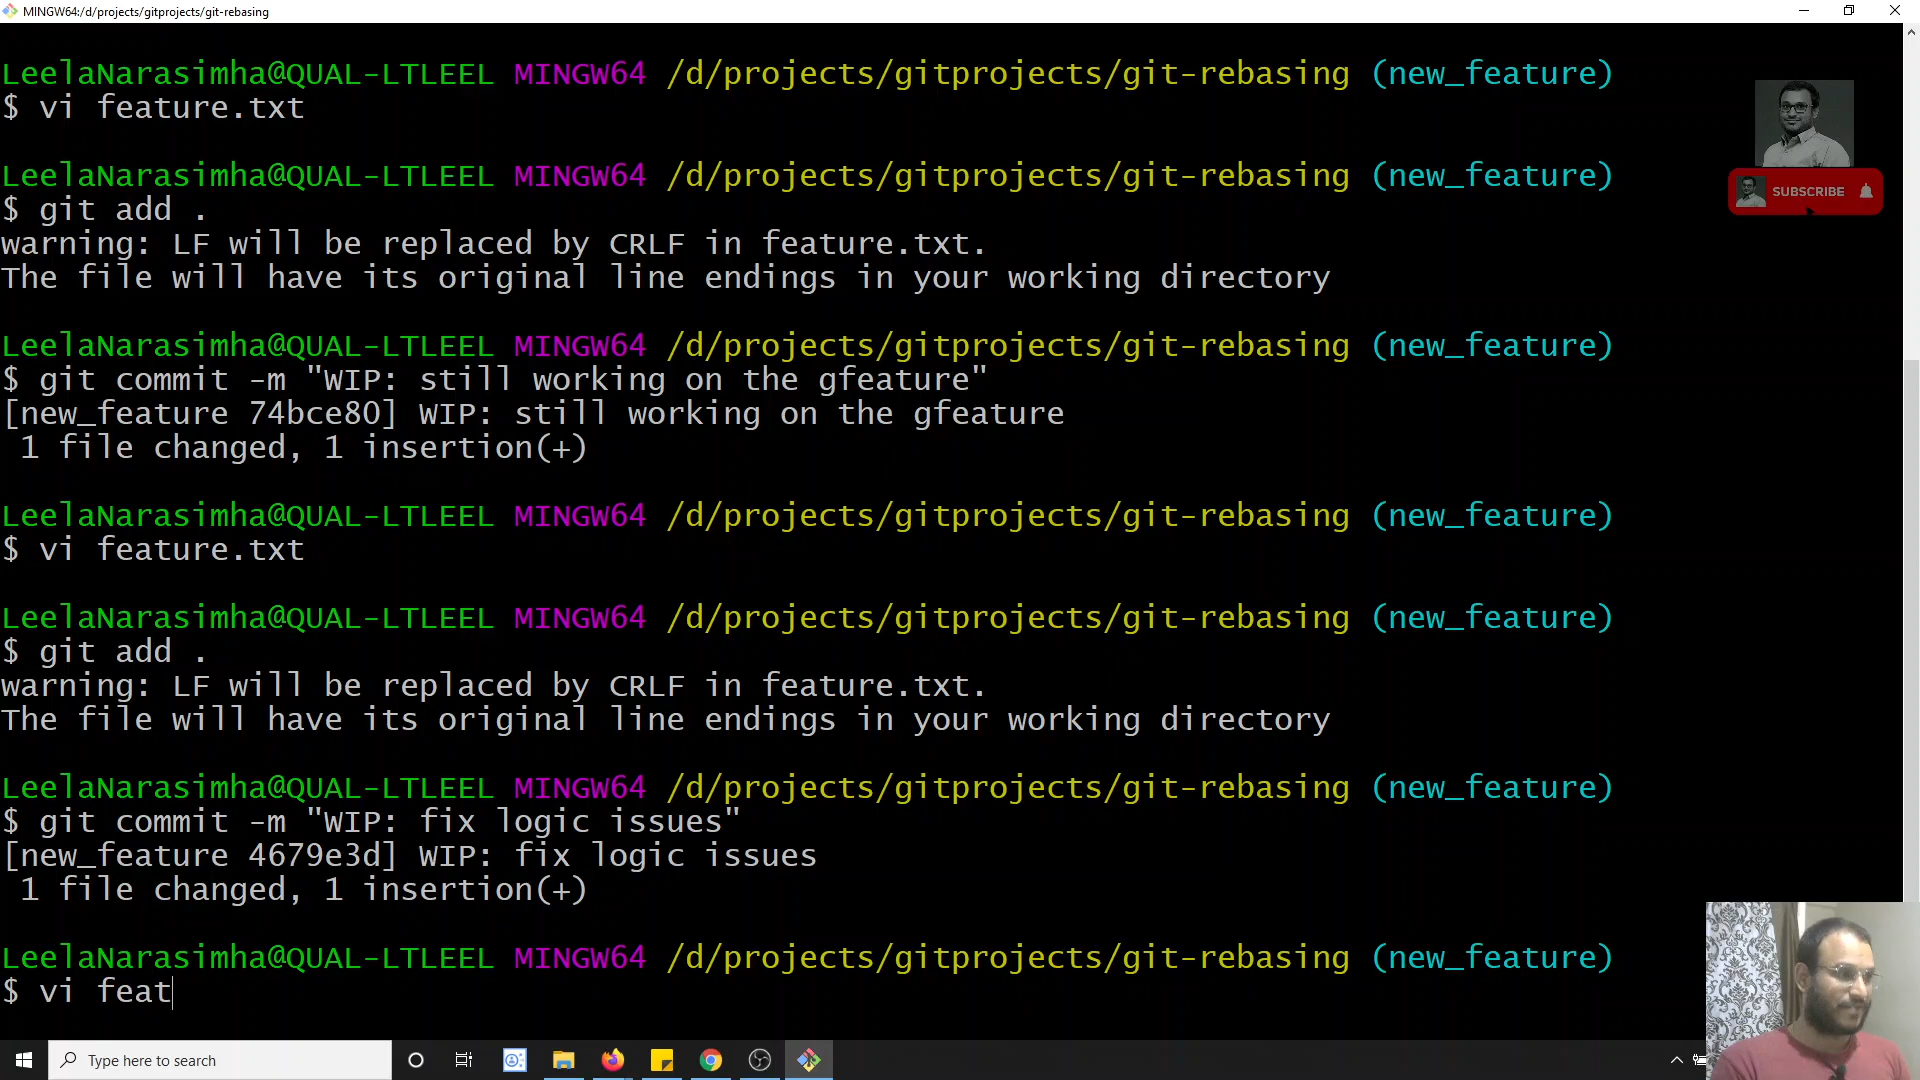 MINGW64:/d/projects/gitprojects/git-rebasing
LeelaNarasimha@QUAL-LTLEEL MINGW64 /d/projects/gitprojects/git-rebasing (new_feature)
$ vi feature.txt
LeelaNarasimha@QUAL-LTLEEL MINGW64 /d/projects/gitprojects/git-rebasing (new_feature)
$ git add .
warning: LF will be replaced by CRLF in feature.txt.
The file will have its original line endings in your working directory
LeelaNarasimha@QUAL-LTLEEL MINGW64 /d/projects/gitprojects/git-rebasing (new_feature)
$ git commit -m "WIP: still working on the gfeature"
[new_feature 74bce80] WIP: still working on the gfeature
 1 file changed, 1 insertion(+)
LeelaNarasimha@QUAL-LTLEEL MINGW64 /d/projects/gitprojects/git-rebasing (new_feature)
$ vi feature.txt
LeelaNarasimha@QUAL-LTLEEL MINGW64 /d/projects/gitprojects/git-rebasing (new_feature)
$ git add .
warning: LF will be replaced by CRLF in feature.txt.
The file will have its original line endings in your working directory
LeelaNarasimha@QUAL-LTLEEL MINGW64 /d/projects/gitprojects/git-rebasing (new_feature)
$ git commit -m "WIP: fix logic issues"
[new_feature 4679e3d] WIP: fix logic issues
 1 file changed, 1 insertion(+)
LeelaNarasimha@QUAL-LTLEEL MINGW64 /d/projects/gitprojects/git-rebasing (new_feature)
$ vi feat
SUBSCRIBE
Type here to search